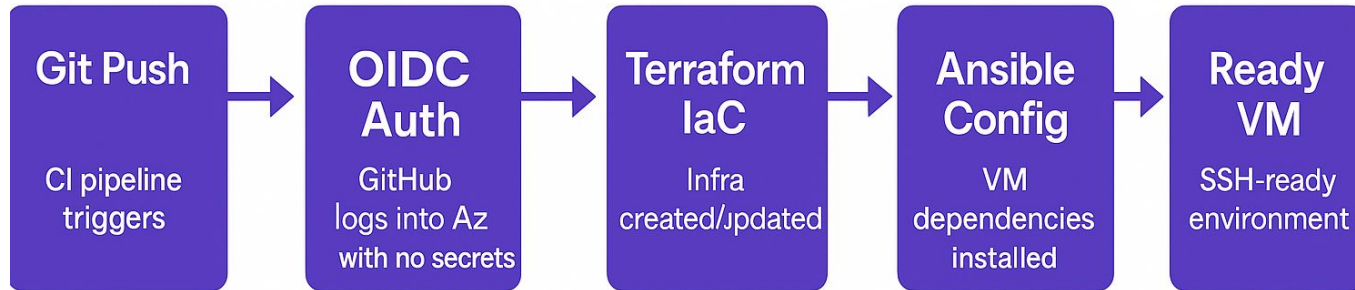 Git Push
CI pipeline
triggers
OIDC
Auth
GitHub
logs into Az
with no secrets
Terraform
IaC
Infra
created/updated
Ansible
Config
VM
dependencies
installed
Ready
VM
SSH-ready
environment